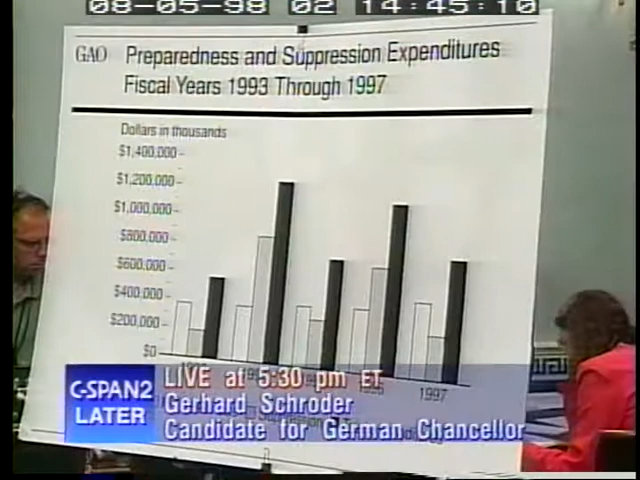 08-05-98 02 14:45:10
GAO
Preparedness and Suppression Expenditures
Fiscal Years 1993 Through 1997
Dollars in thousands
$1,400,000
$1,200,000
$1,000,000
$800,000
$600,000
$400,000
$200,000
$0
1997
C-SPAN2
LATER
LIVE at 5:30 pm ET
Gerhard Schroder
Candidate for German Chancellor